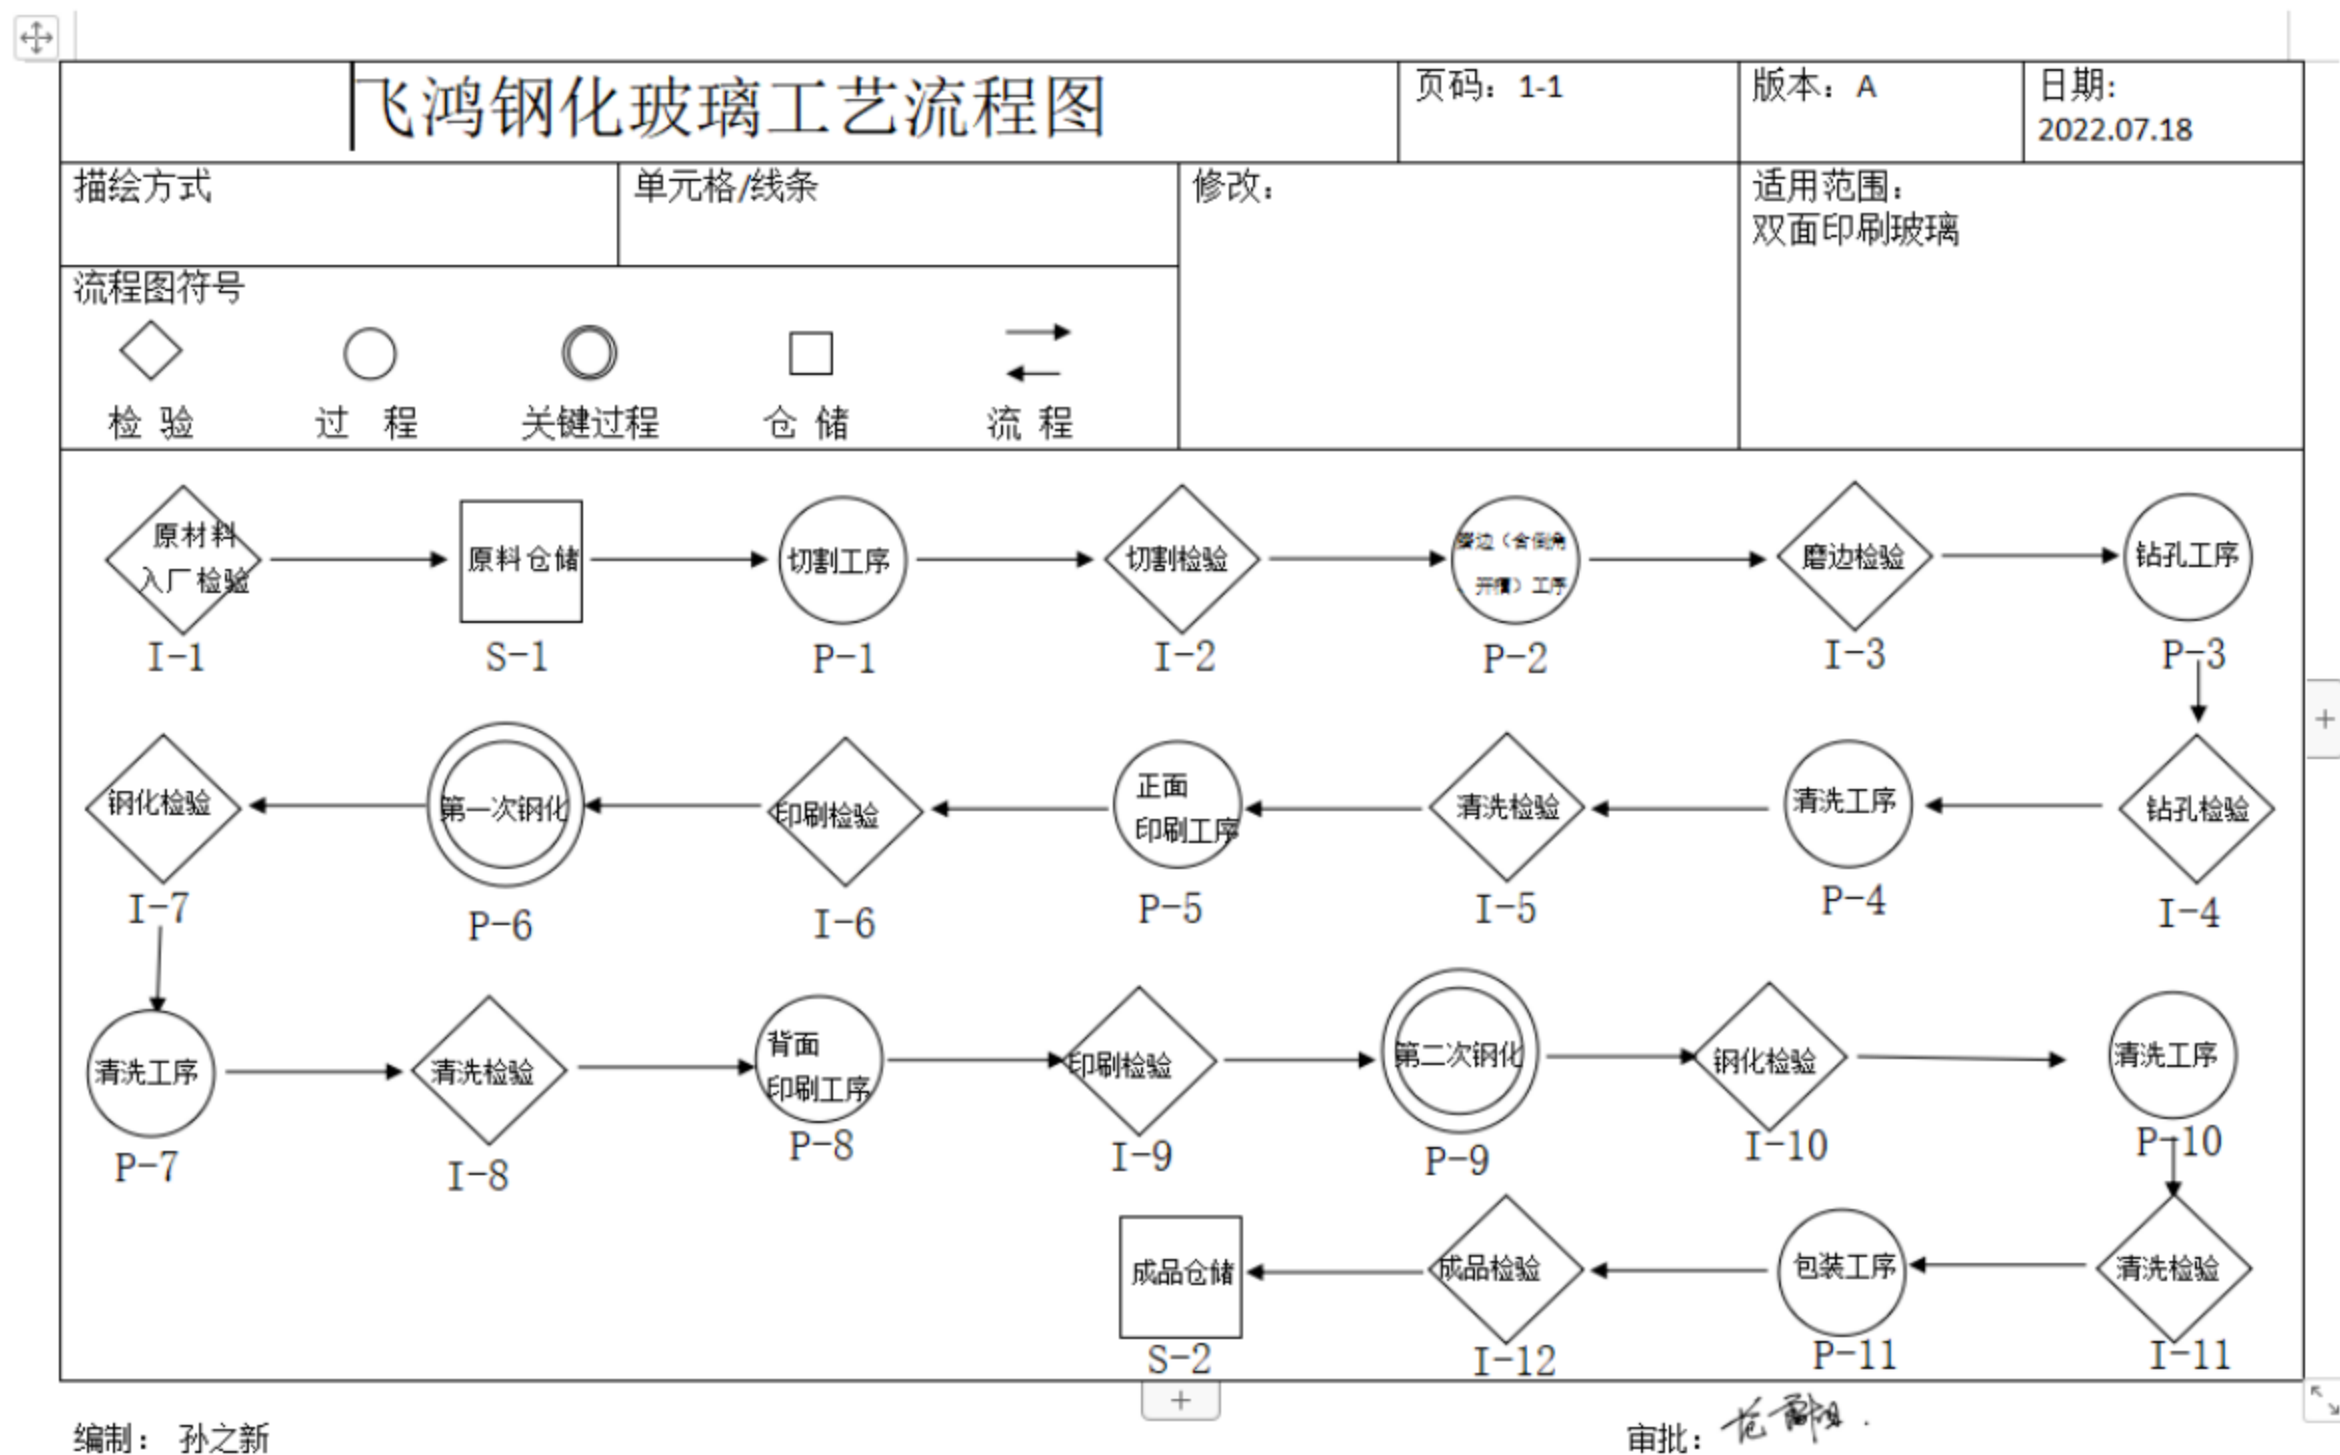 飞鸿钢化玻璃工艺流程图
页码：1-1
版本：A
日期:
2022.07.18
描绘方式
单元格/线条
修改：
适用范围：
双面印刷玻璃
流程图符号
检 验
过 程
关键过程
仓 储
流 程
原材料
入厂检验
原料仓储
切割工序
切割检验
磨边（含倒角
开槽）工序
磨边检验
钻孔工序
I-1
S-1
P-1
I-2
P-2
I-3
P-3
钢化检验
第一次钢化
印刷检验
正面
印刷工序
清洗检验
清洗工序
钻孔检验
I-7
P-6
I-6
P-5
I-5
P-4
I-4
清洗工序
清洗检验
背面
印刷工序
印刷检验
第二次钢化
钢化检验
清洗工序
P-7
I-8
P-8
I-9
P-9
I-10
P-10
成品仓储
成品检验
包装工序
清洗检验
S-2
I-12
P-11
I-11
编制： 孙之新
审批：